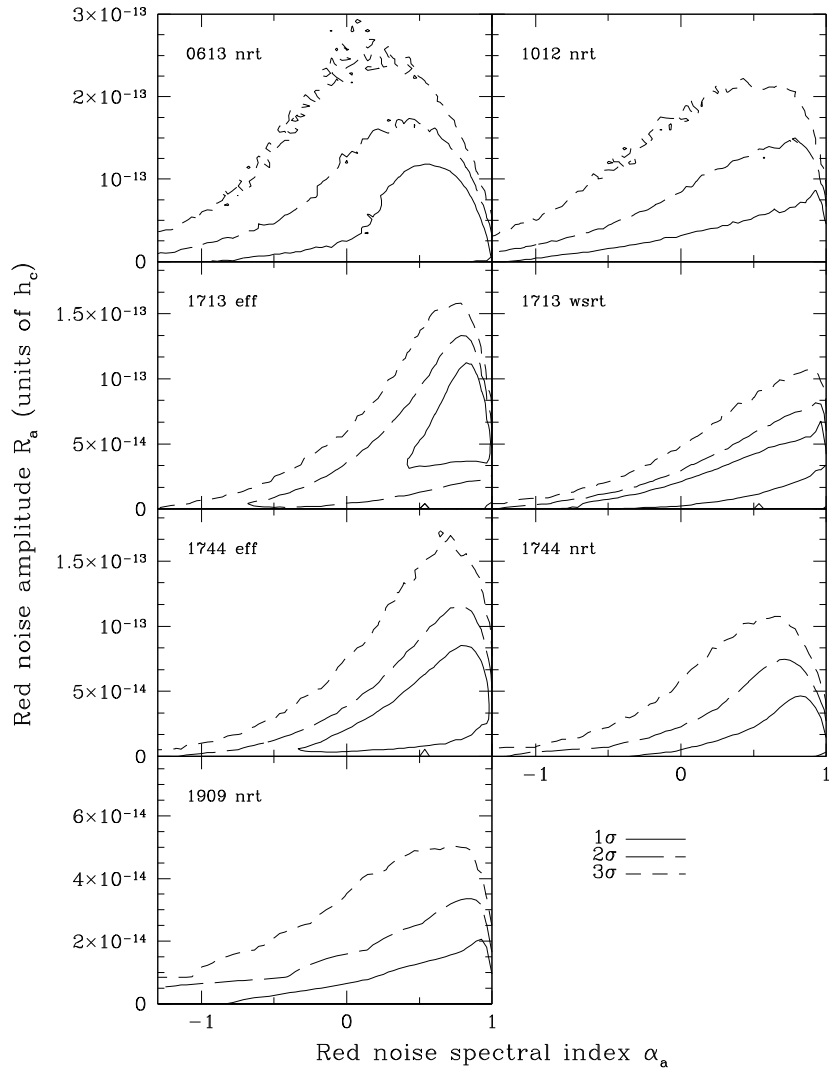 3×10⁻¹³
2×10⁻¹³
10⁻¹³
0
0613 nrt
1012 nrt
1.5×10⁻¹³
10⁻¹³
5×10⁻¹⁴
0
1713 eff
1713 wsrt
1.5×10⁻¹³
10⁻¹³
5×10⁻¹⁴
0
1744 eff
1744 nrt
−1 0 1
6×10⁻¹⁴
4×10⁻¹⁴
2×10⁻¹⁴
0
1909 nrt
−1 0 1
1σ
2σ
3σ
Red noise amplitude Rₐ (units of h_c)
Red noise spectral index αₐ